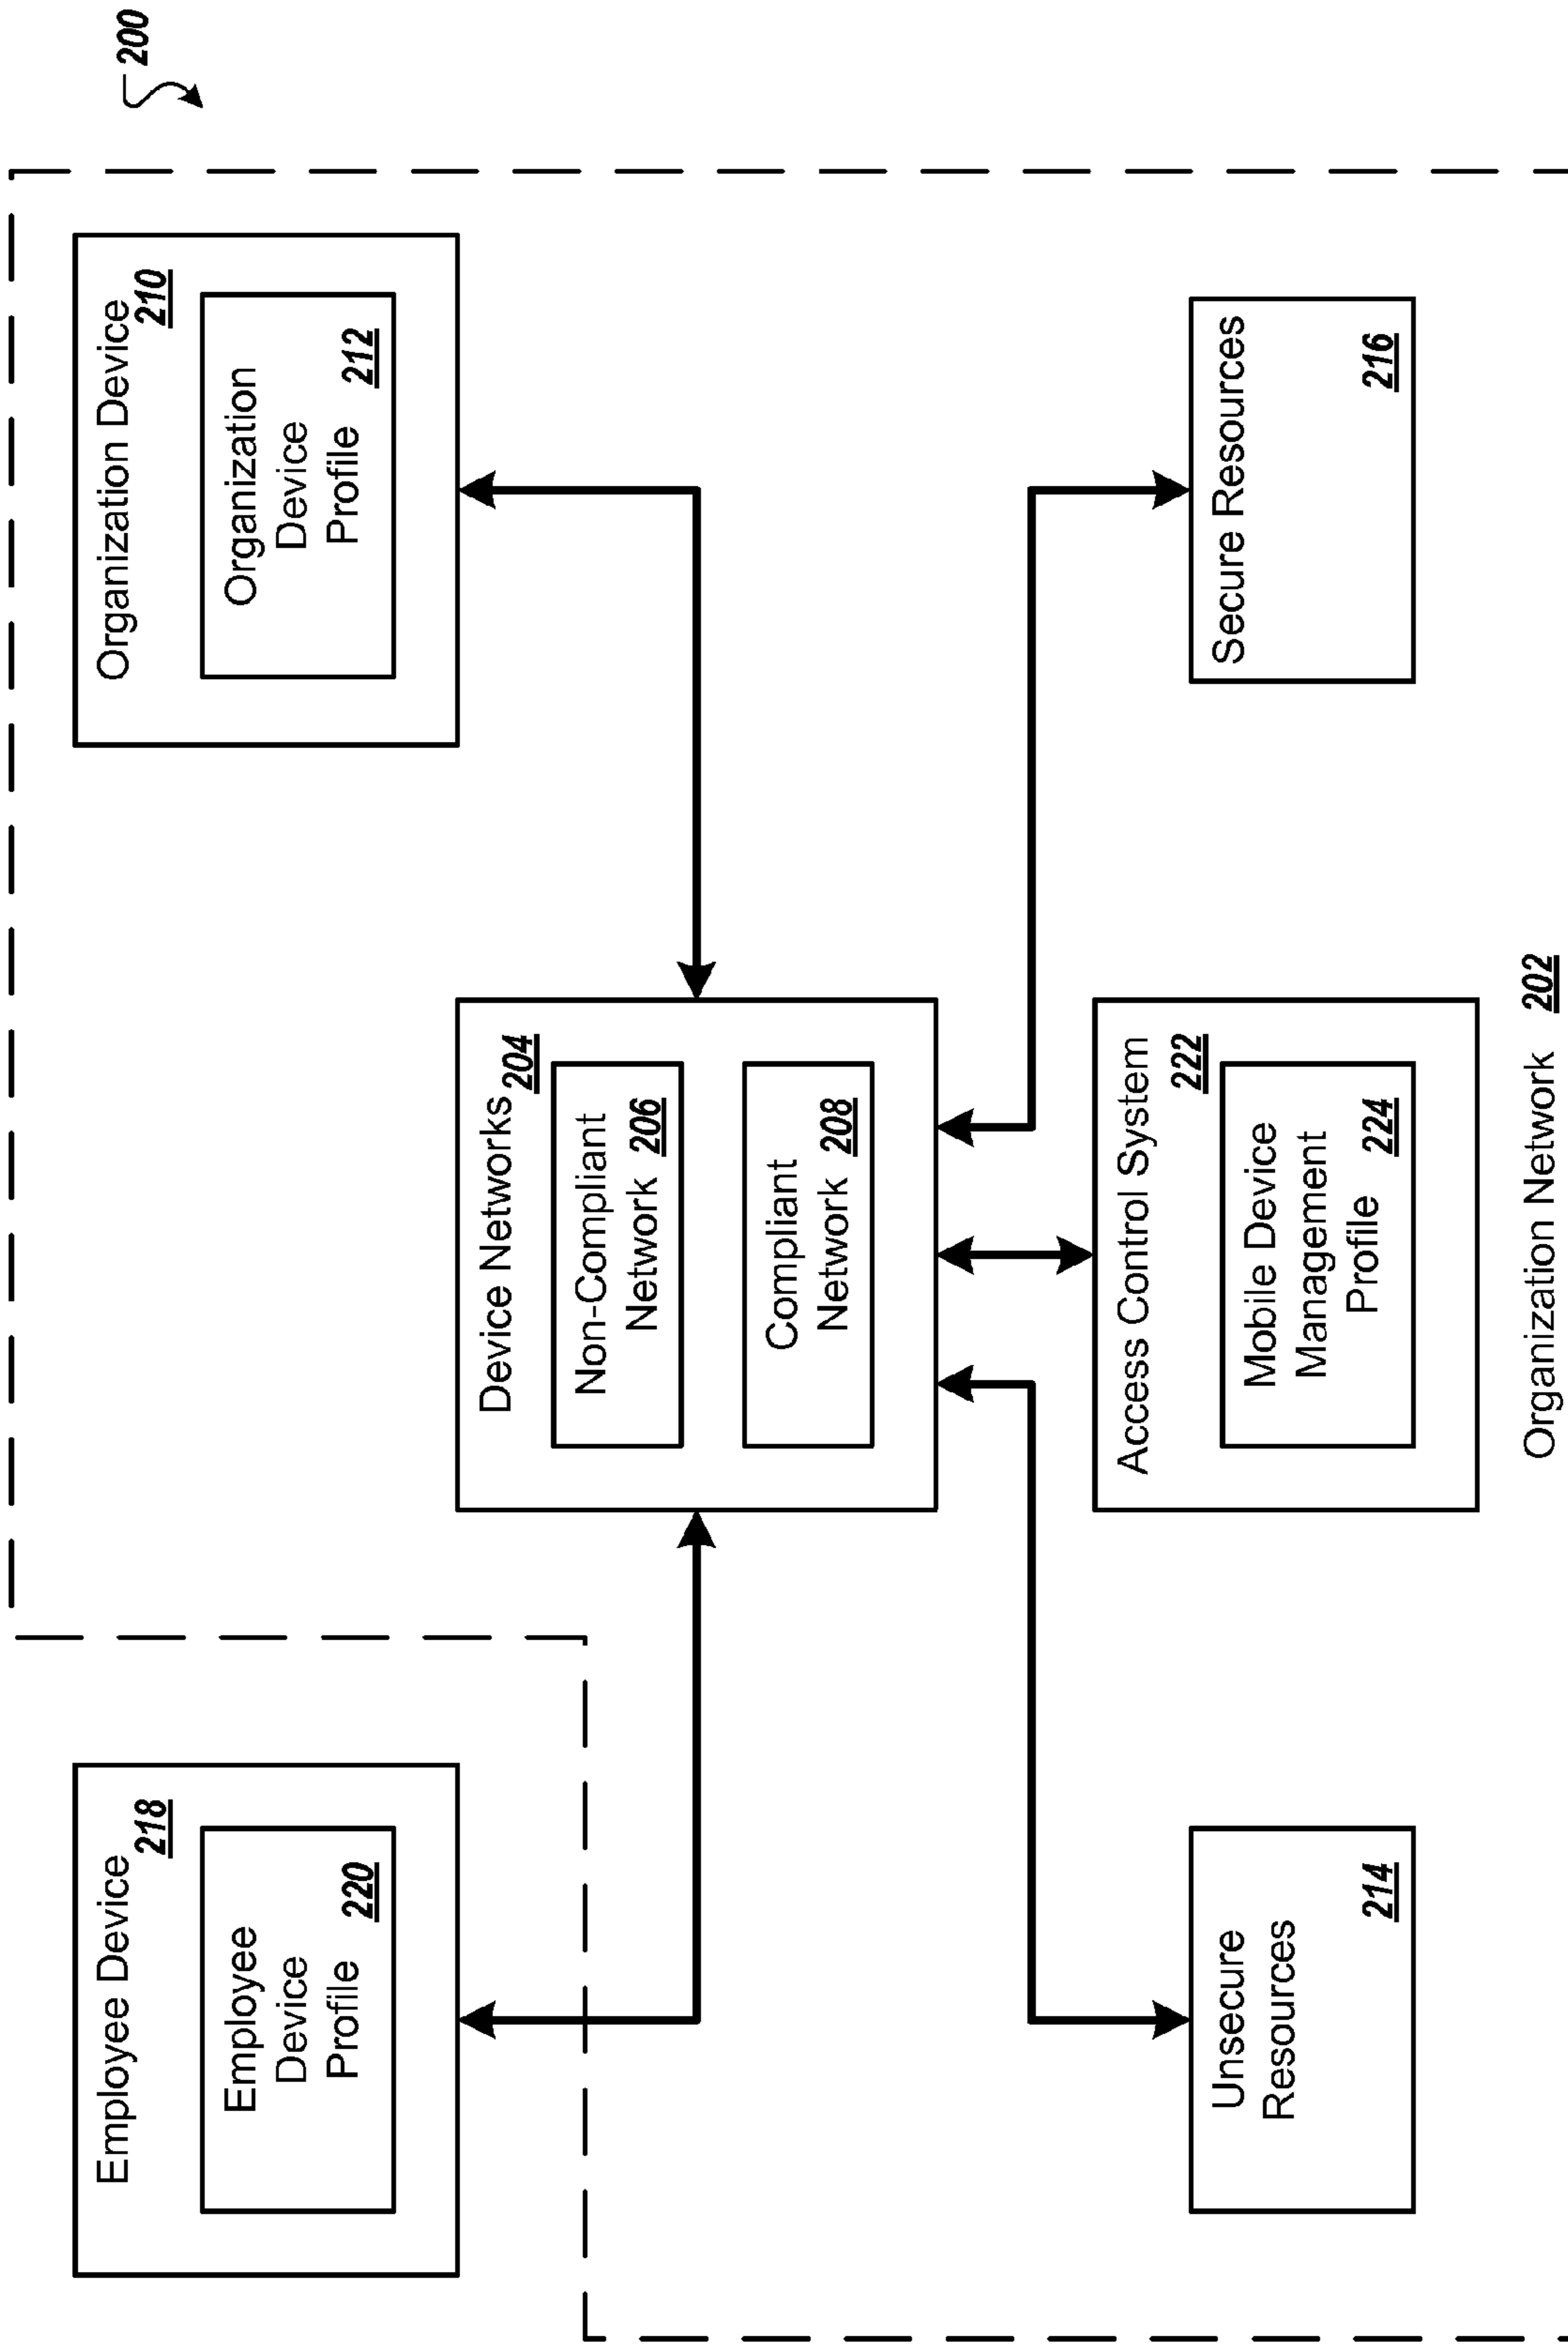 200
Employee Device
218
Employee
Device
Profile
220
Organization Device
210
Organization
Device
Profile
212
Device Networks
204
Non-Compliant
Network 206
Compliant
Network 208
Unsecure
Resources
214
Access Control System
222
Mobile Device
Management
Profile
224
Secure Resources
216
Organization Network 202